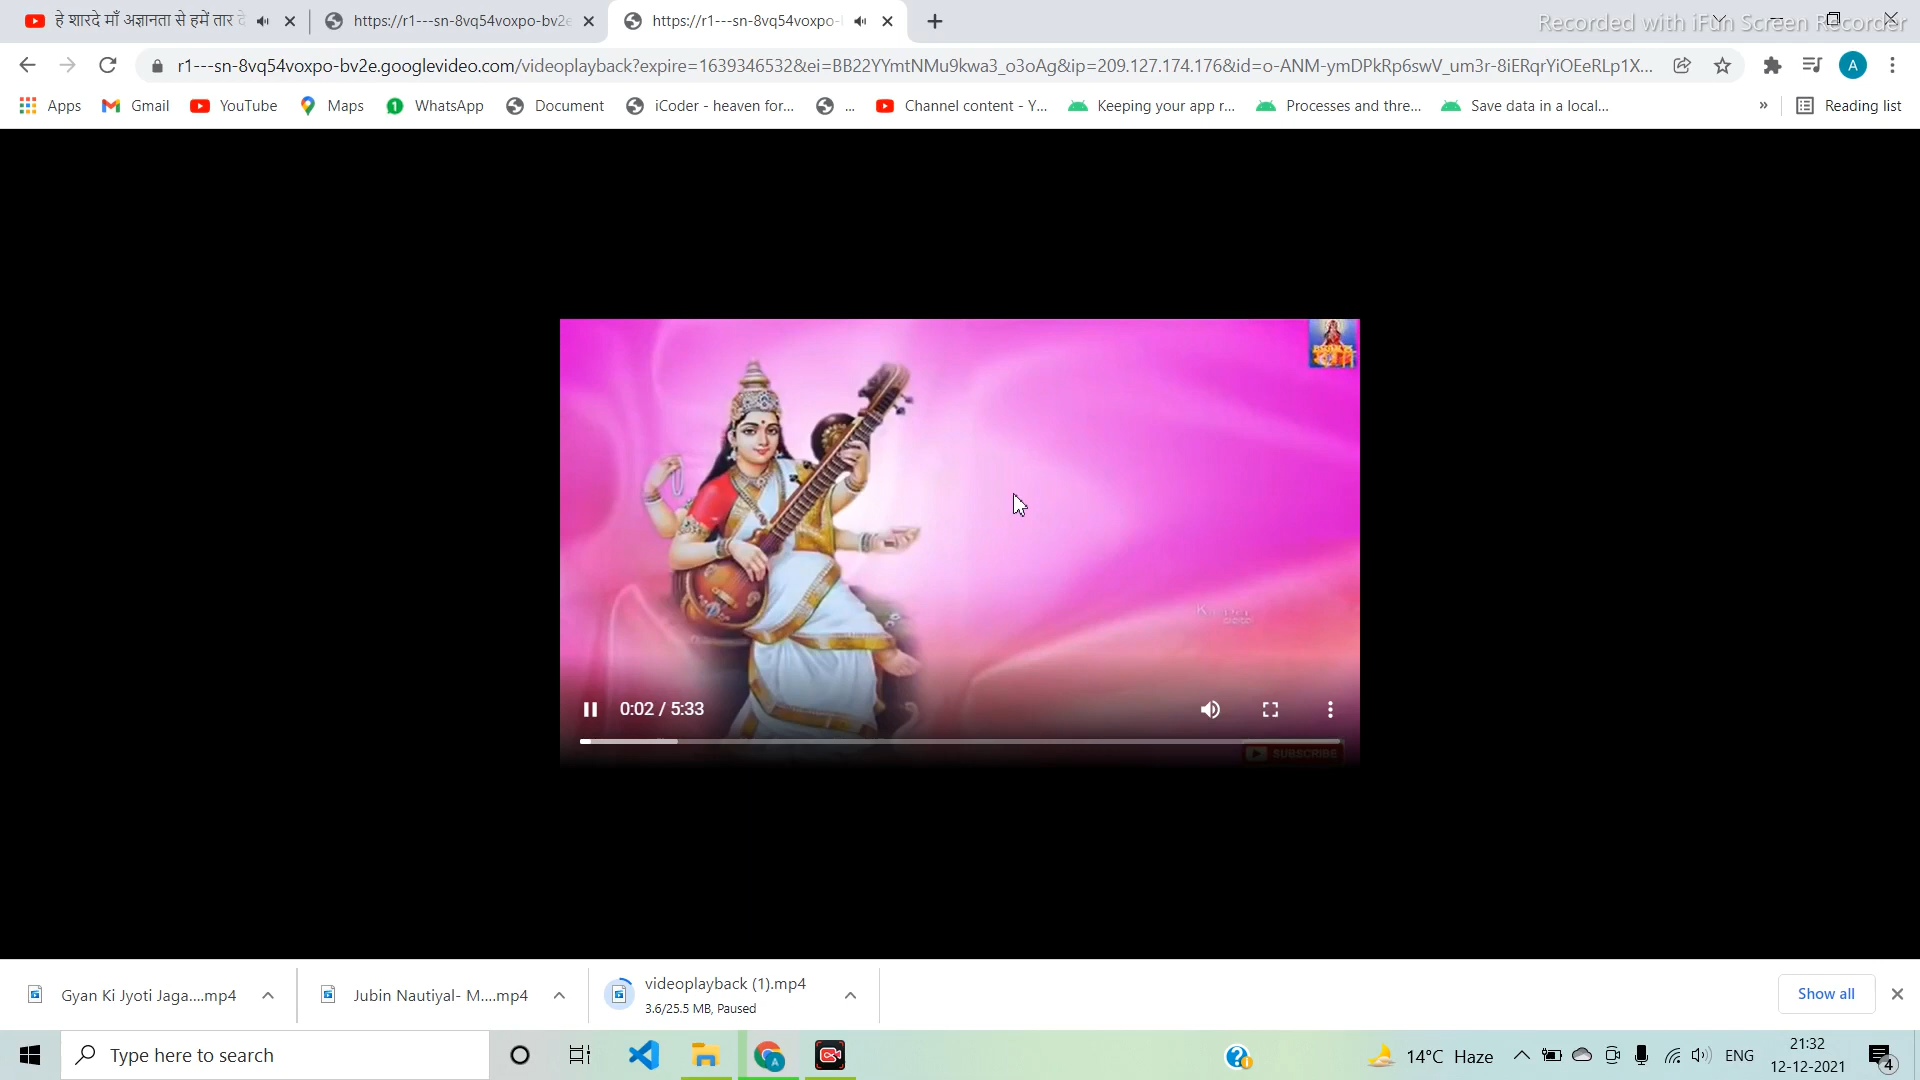 हे शारदे माँ अज्ञानता से हमें तार दे
https://r1---sn-8vq54voxpo-bv2e
https://r1---sn-8vq54voxpo-
Recorded with iFun Screen Recorder
r1---sn-8vq54voxpo-bv2e.googlevideo.com/videoplayback?expire=1639346532&ei=BB22YYmtNMu9kwa3_o3oAg&ip=209.127.174.176&id=o-ANM-ymDPkRp6swV_um3r-8iERqrYiOEeRLp1X...
A
Apps
Gmail
YouTube
Maps
1
WhatsApp
Document
iCoder - heaven for...
...
Channel content - Y...
Keeping your app r...
Processes and thre...
Save data in a local...
»
Reading list
0:02 / 5:33
SUBSCRIBE
Gyan Ki Jyoti Jaga....mp4
Jubin Nautiyal- M....mp4
videoplayback (1).mp4
3.6/25.5 MB, Paused
Show all
Type here to search
A
14°C Haze
ENG
21:32
12-12-2021
4